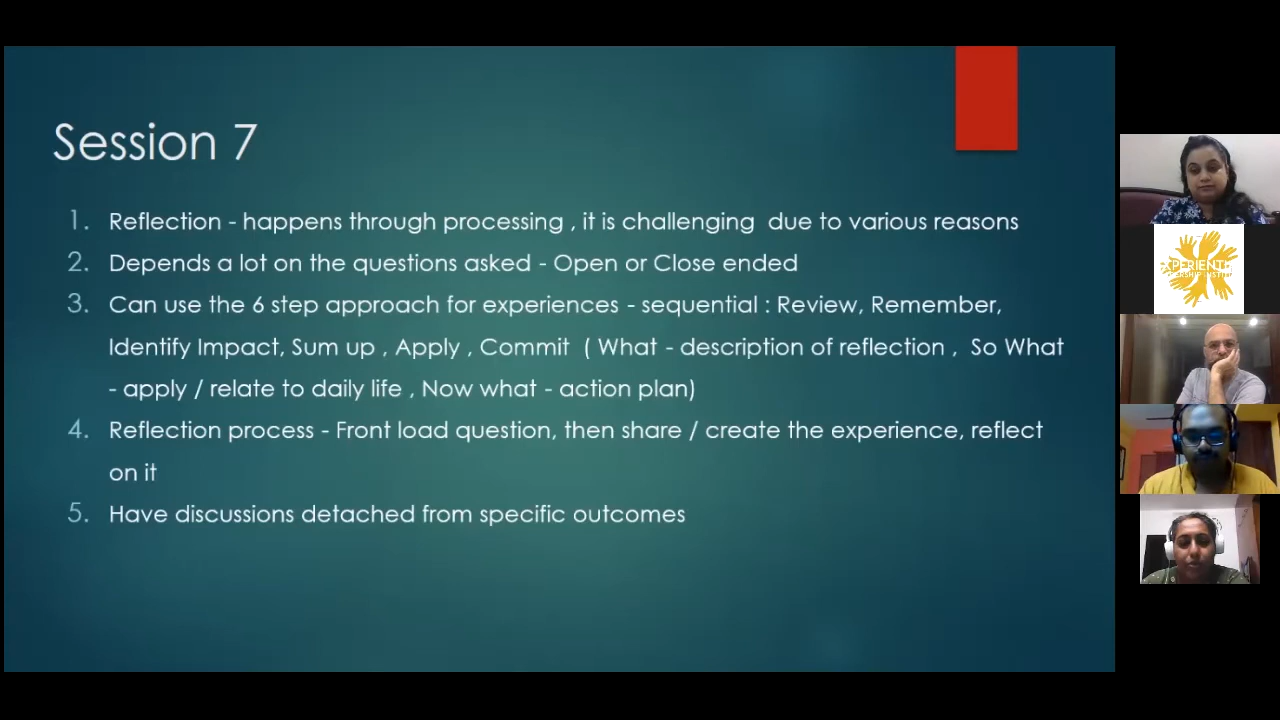 Session 7
1. Reflection - happens through processing , it is challenging due to various reasons
2. Depends a lot on the questions asked - Open or Close ended
3. Can use the 6 step approach for experiences - sequential : Review, Remember,
Identify Impact, Sum up , Apply , Commit ( What - description of reflection , So What
- apply / relate to daily life , Now what - action plan)
4. Reflection process - Front load question, then share / create the experience, reflect
on it
5. Have discussions detached from specific outcomes